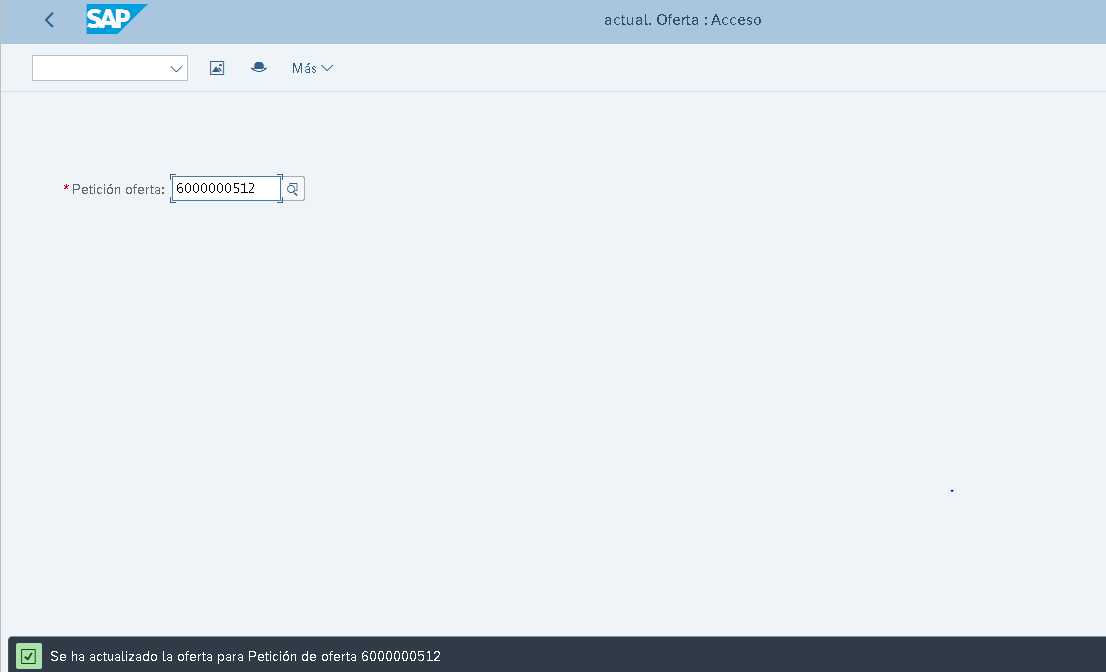 SAP
actual. Oferta : Acceso
Más
* Petición oferta: 6000000512
Se ha actualizado la oferta para Petición de oferta 6000000512